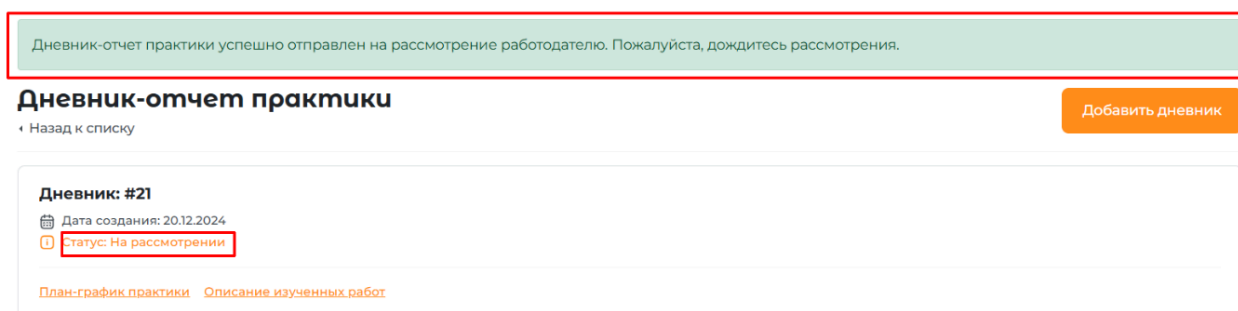 Дневник-отчет практики успешно отправлен на рассмотрение работодателю. Пожалуйста, дождитесь рассмотрения.
Дневник-отчет практики
Добавить дневник
Назад к списку
Дневник: #21
Дата создания: 20.12.2024
Статус: На рассмотрении
План-график практики Описание изученных работ